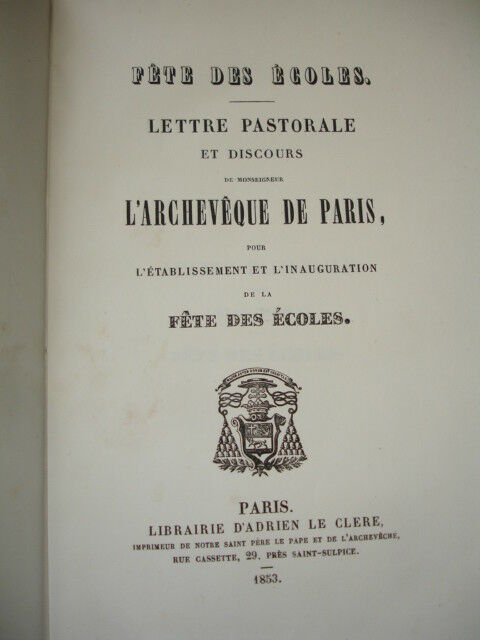 FÊTE DES ÉCOLES.
LETTRE PASTORALE
ET DISCOURS
DE MONSEIGNEUR
L'ARCHEVÊQUE DE PARIS,
POUR
L'ÉTABLISSEMENT ET L'INAUGURATION
DE LA
FÊTE DES ÉCOLES.
PARIS.
LIBRAIRIE D'ADRIEN LE CLERE,
IMPRIMEUR DE NOTRE SAINT PÈRE LE PAPE ET DE L'ARCHEVÊCHE,
RUE CASSETTE, 29, PRÈS SAINT-SULPICE.
1853.